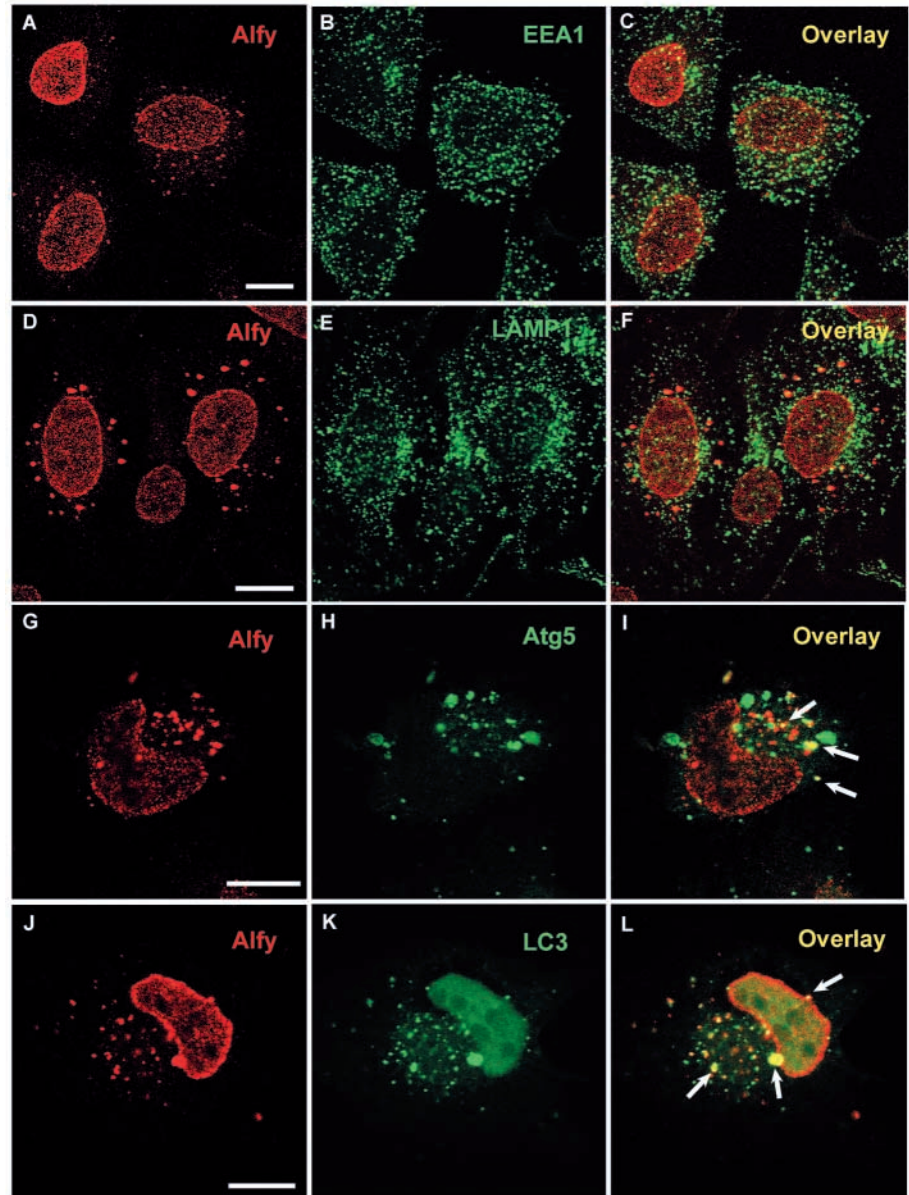 A Alfy
B EEA1
C Overlay
D Alfy
E LAMP1
F Overlay
G Alfy
H Atg5
I Overlay
J Alfy
K LC3
L Overlay